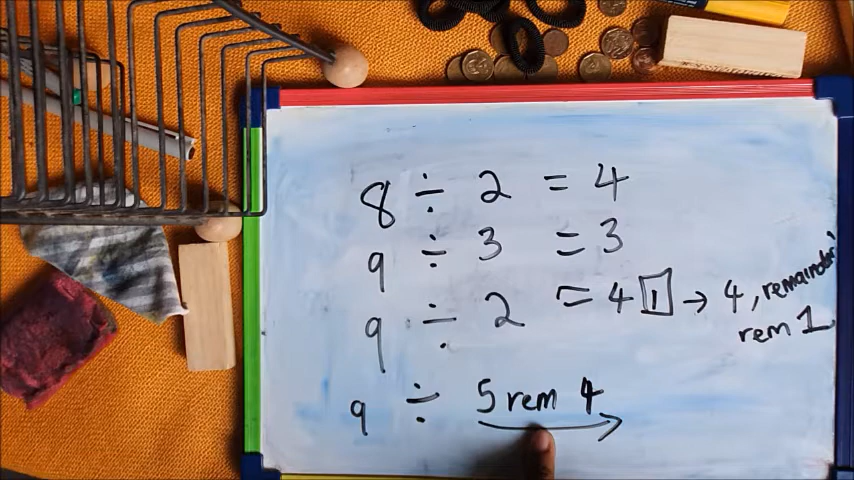 8 ÷ 2 = 4
9 ÷ 3 = 3
9 ÷ 2 = 4 1 → 4, remainder
rem 1
9 ÷ 5 rem 4